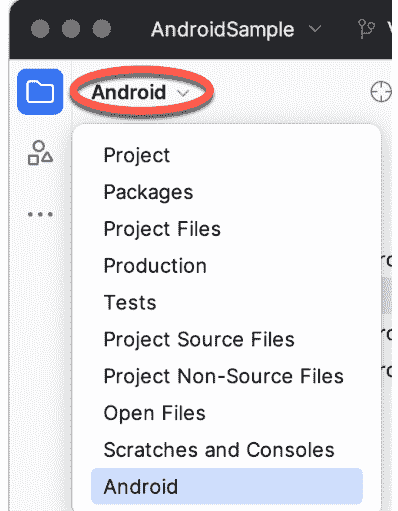 AndroidSample
Android
Project
Packages
Project Files
Production
Tests
Project Source Files
Project Non-Source Files
Open Files
Scratches and Consoles
Android